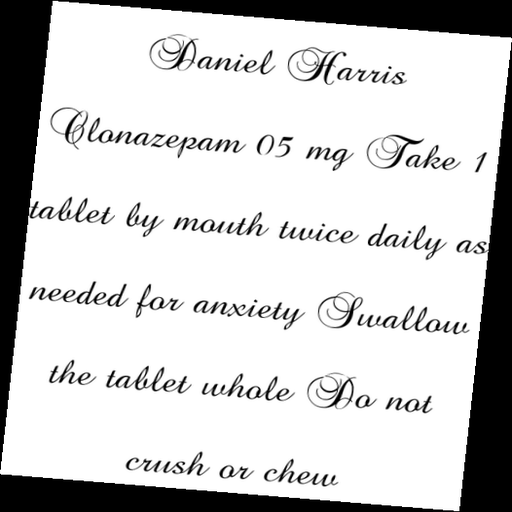 Daniel Harris
Clonazepam 05 mg Take 1
tablet by mouth twice daily as
needed for anxiety Swallow
the tablet whole Do not
crush or chew